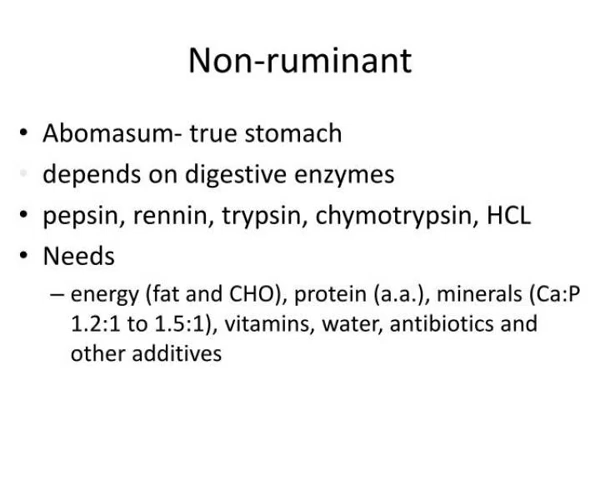 Non-ruminant
• Abomasum- true stomach
• depends on digestive enzymes
• pepsin, rennin, trypsin, chymotrypsin, HCL
• Needs
– energy (fat and CHO), protein (a.a.), minerals (Ca:P
1.2:1 to 1.5:1), vitamins, water, antibiotics and
other additives